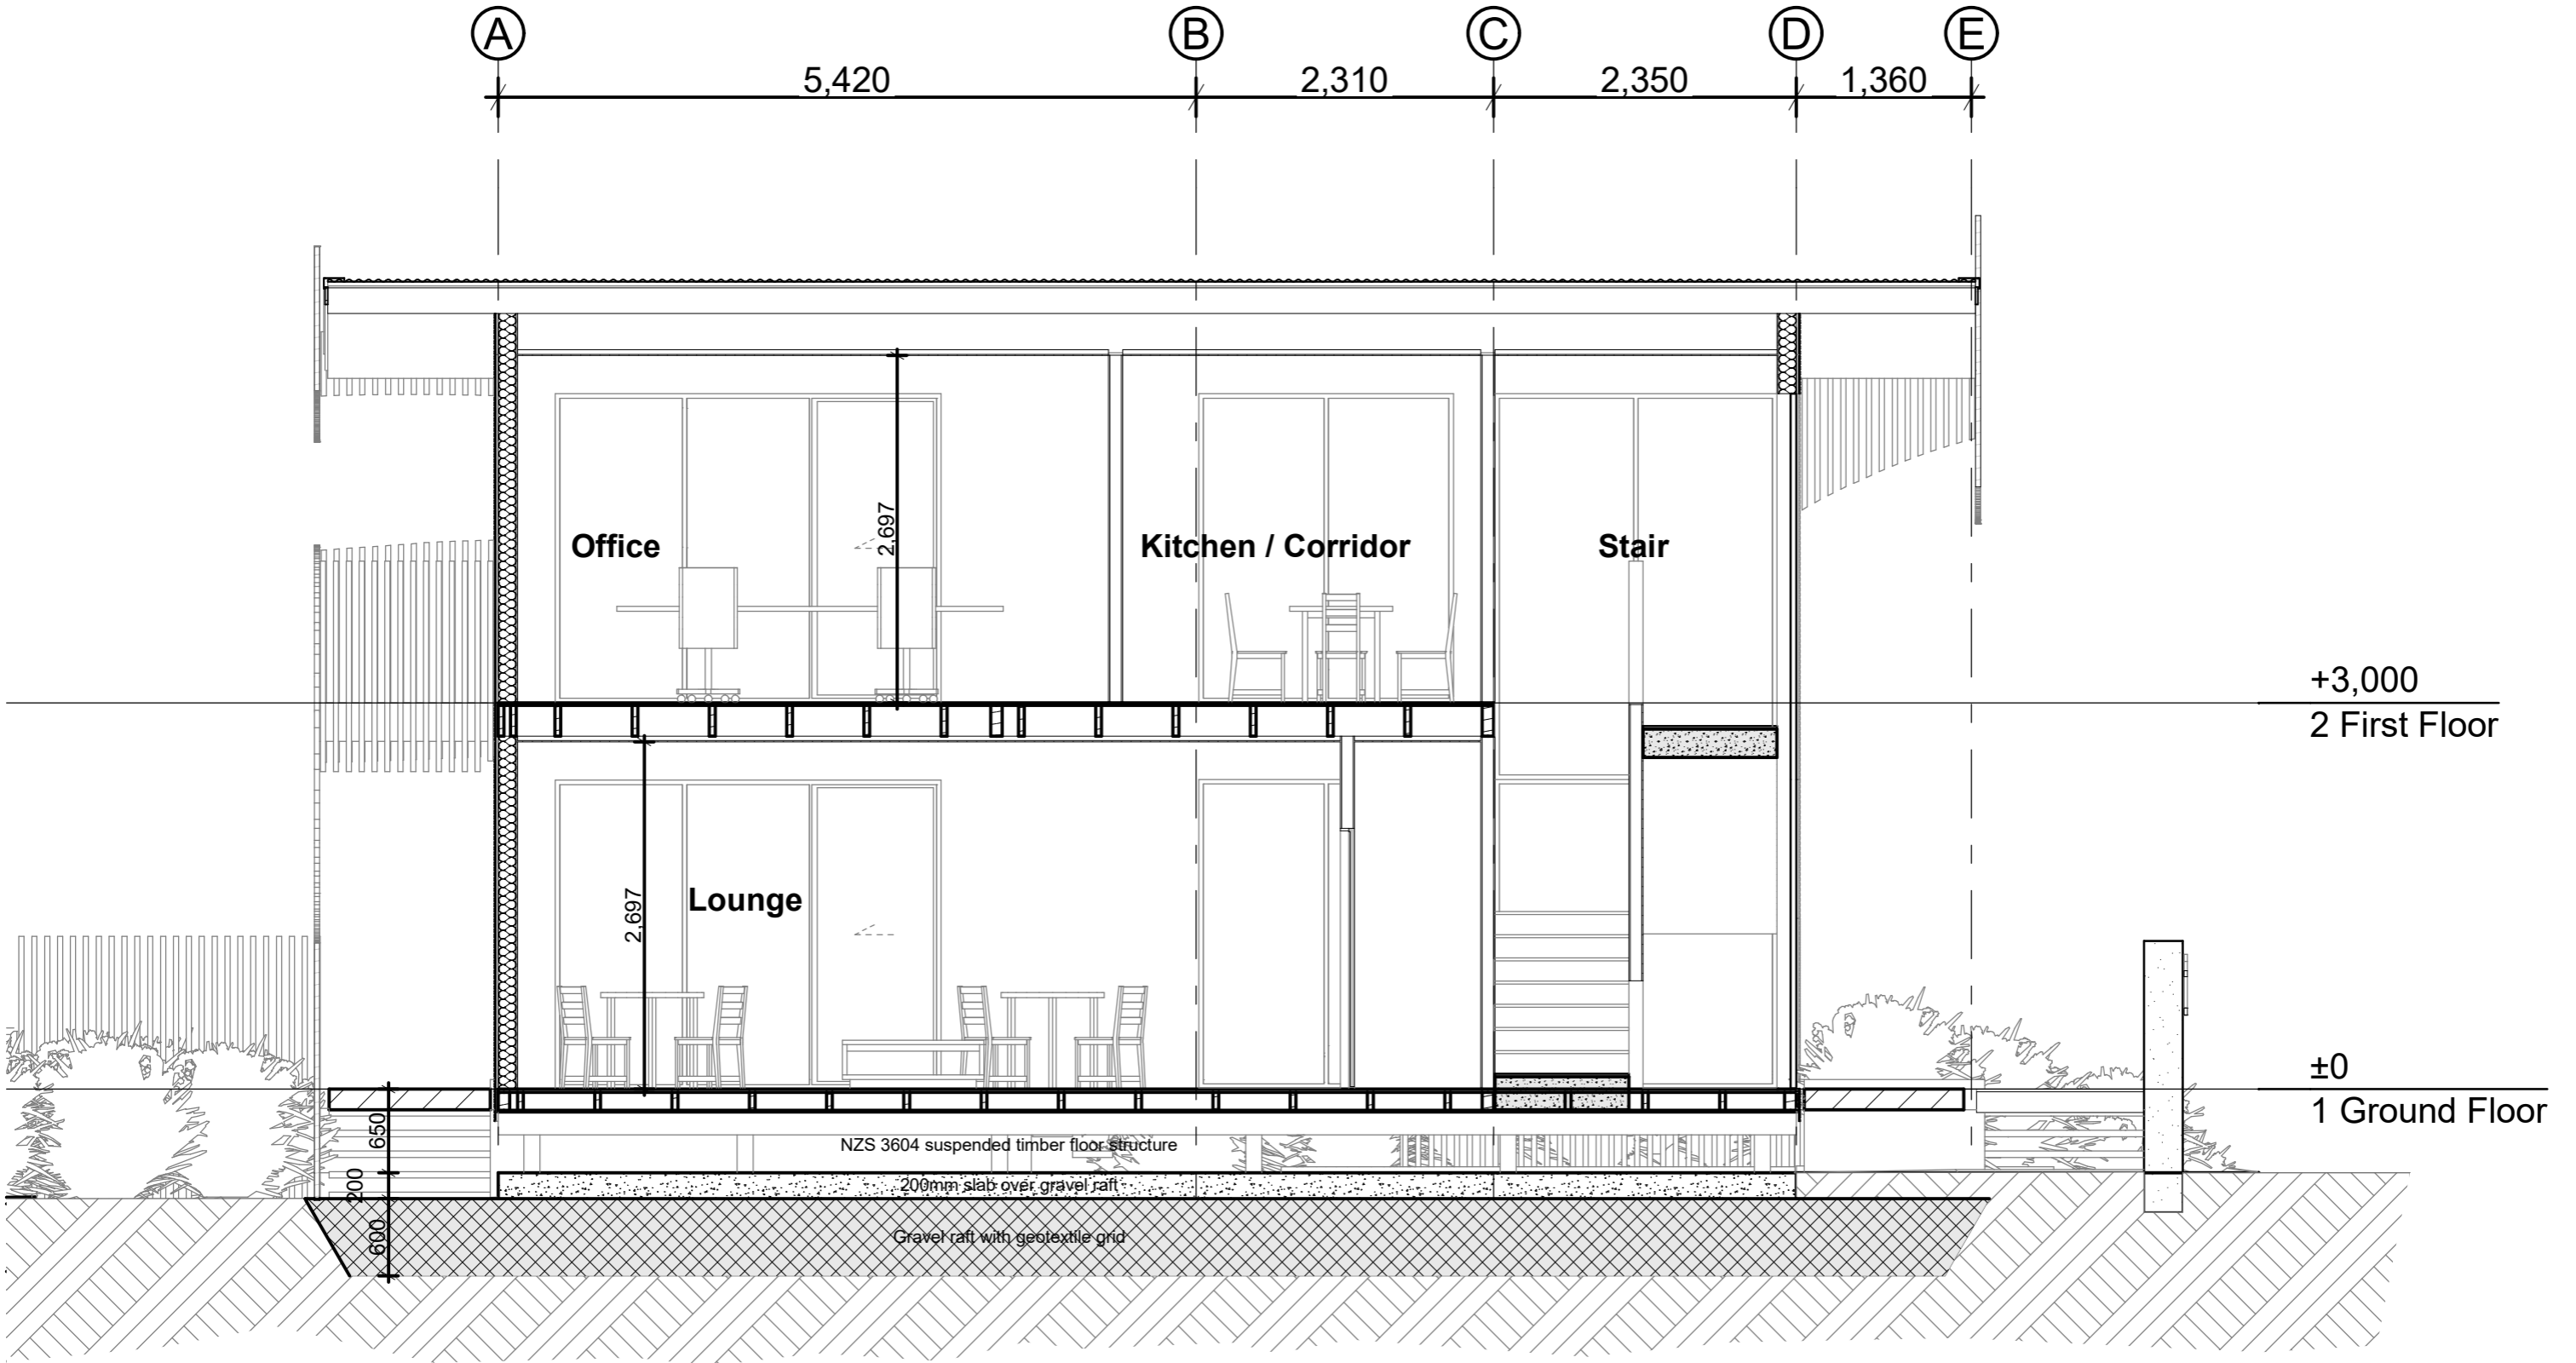 A B C D E
5,420 2,310 2,350 1,360
2,697
Office Kitchen / Corridor Stair
+3,000
2 First Floor
2,697
Lounge
±0
1 Ground Floor
650
NZS 3604 suspended timber floor structure
200
200mm slab over gravel raft
600
Gravel raft with geotextile grid